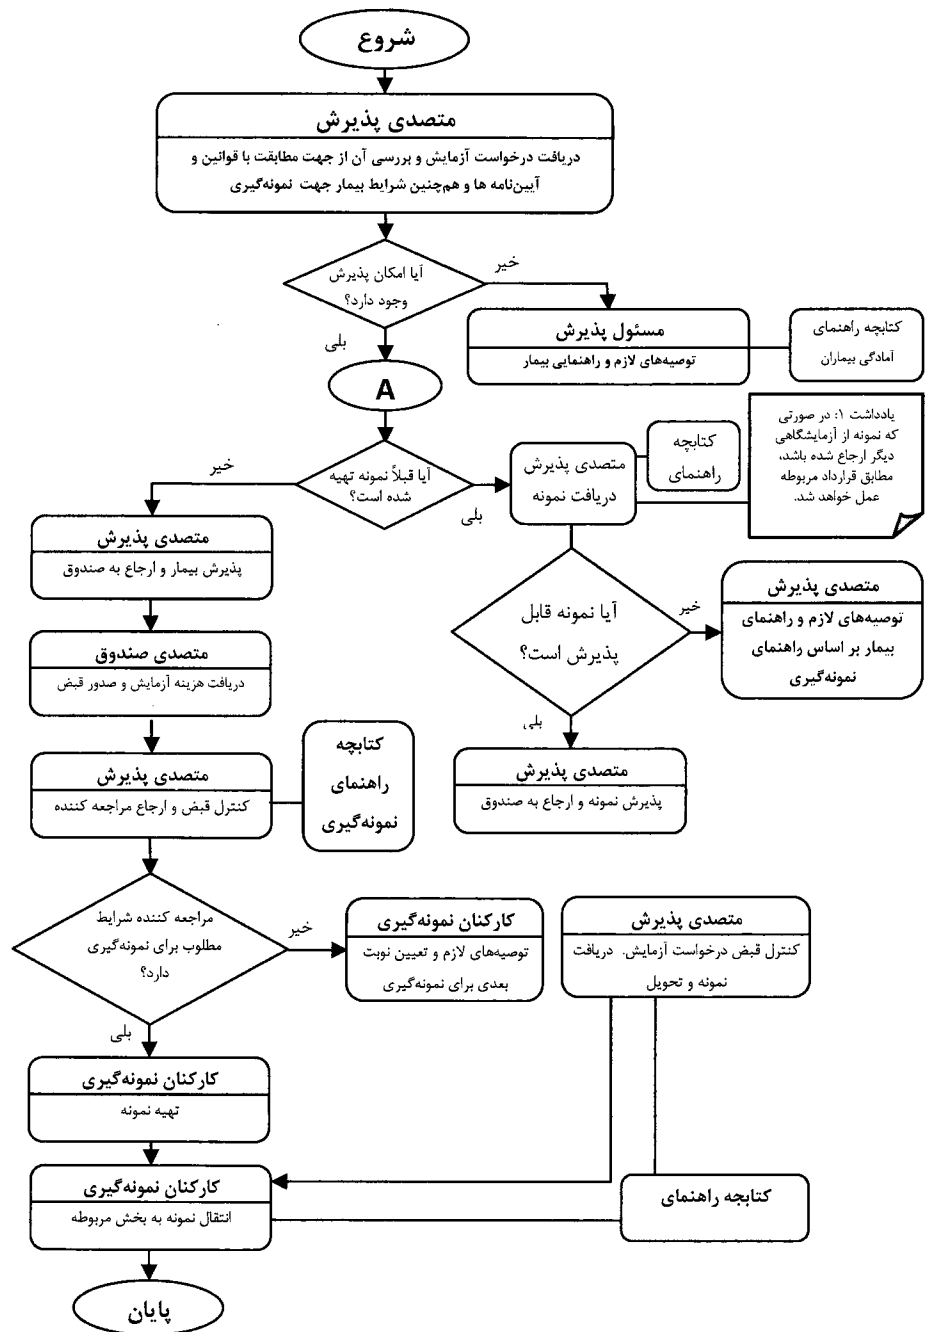 شروع
متصدی پذیرش
دریافت درخواست آزمایش و بررسی آن از جهت مطابقت با قوانین و
آیین‌نامه ها و هم‌چنین شرایط بیمار جهت نمونه‌گیری
آیا امکان پذیرش
وجود دارد؟
خیر
بلی
مسئول پذیرش
توصیه‌های لازم و راهنمایی بیمار
کتابچه راهنمای
آمادگی بیماران
A
آیا قبلاً نمونه تهیه
شده است؟
خیر
بلی
متصدی پذیرش
دریافت نمونه
کتابچه
راهنمای
یادداشت ۱: در صورتی
که نمونه از آزمایشگاهی
دیگر ارجاع شده باشد،
مطابق قرارداد مربوطه
عمل خواهد شد.
متصدی پذیرش
پذیرش بیمار و ارجاع به صندوق
آیا نمونه قابل
پذیرش است؟
خیر
بلی
متصدی پذیرش
توصیه‌های لازم و راهنمای
بیمار بر اساس راهنمای
نمونه‌گیری
متصدی صندوق
دریافت هزینه آزمایش و صدور قبض
متصدی پذیرش
پذیرش نمونه و ارجاع به صندوق
متصدی پذیرش
کنترل قبض و ارجاع مراجعه کننده
کتابچه
راهنمای
نمونه‌گیری
مراجعه کننده شرایط
مطلوب برای نمونه‌گیری
دارد؟
خیر
بلی
کارکنان نمونه‌گیری
توصیه‌های لازم و تعیین نوبت
بعدی برای نمونه‌گیری
متصدی پذیرش
کنترل قبض درخواست آزمایش. دریافت
نمونه و تحویل
کارکنان نمونه‌گیری
تهیه نمونه
کارکنان نمونه‌گیری
انتقال نمونه به بخش مربوطه
کتابچه راهنمای
پایان